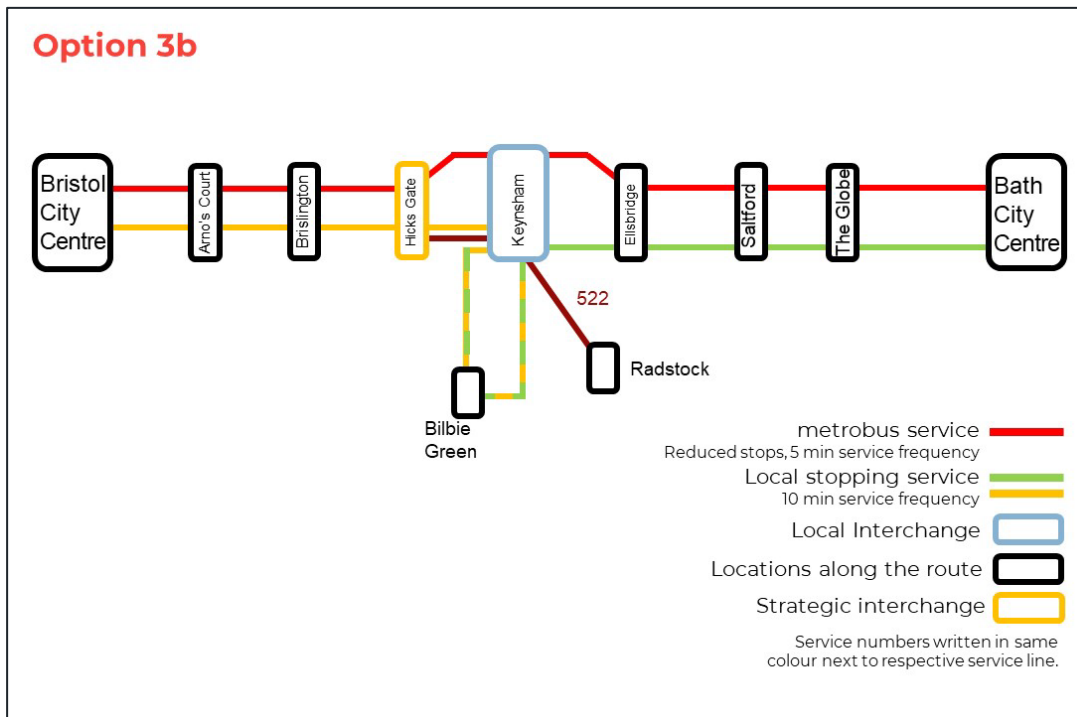 Option 3b
Bristol
City
Centre
Arno's Court
Brislington
Hicks Gate
Keynsham
Ellsbridge
Saltford
The Globe
Bath
City
Centre
522
Radstock
Bilbie
Green
metrobus service
Reduced stops, 5 min service frequency
Local stopping service
10 min service frequency
Local Interchange
Locations along the route
Strategic interchange
Service numbers written in same
colour next to respective service line.